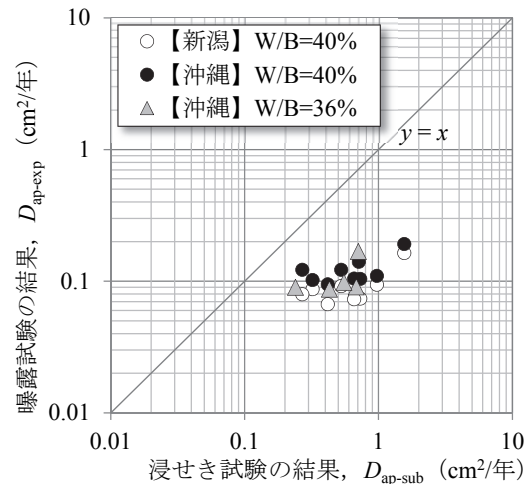 10
1
0.1
0.01
曝露試験の結果，D_ap-exp （cm²/年）
【新潟】W/B=40%
【沖縄】W/B=40%
【沖縄】W/B=36%
y = x
0.01
0.1
1
10
浸せき試験の結果，D_ap-sub （cm²/年）